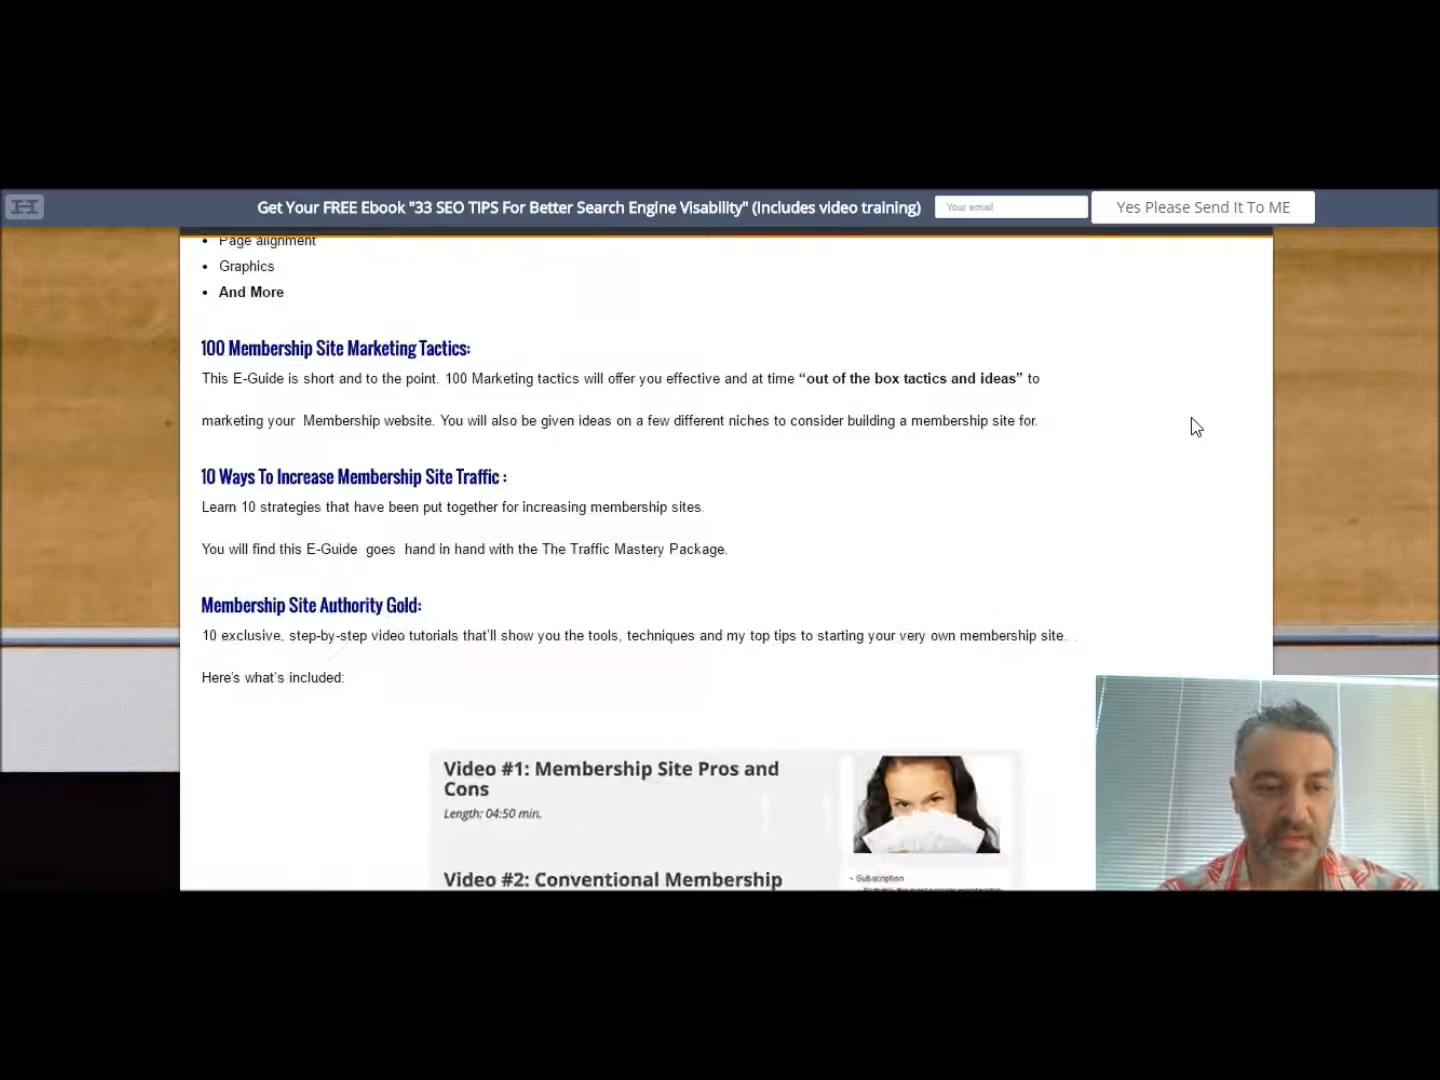 Get Your FREE Ebook "33 SEO TIPS For Better Search Engine Visability" (Includes video training)
Your email
Yes Please Send It To ME
• Page alignment
• Graphics
• And More
100 Membership Site Marketing Tactics:
This E-Guide is short and to the point. 100 Marketing tactics will offer you effective and at time “out of the box tactics and ideas” to
marketing your Membership website. You will also be given ideas on a few different niches to consider building a membership site for.
10 Ways To Increase Membership Site Traffic :
Learn 10 strategies that have been put together for increasing membership sites.
You will find this E-Guide goes hand in hand with the The Traffic Mastery Package.
Membership Site Authority Gold:
10 exclusive, step-by-step video tutorials that’ll show you the tools, techniques and my top tips to starting your very own membership site.
Here’s what’s included:
Video #1: Membership Site Pros and
Cons
Length: 04:50 min.
Video #2: Conventional Membership
- Subscription